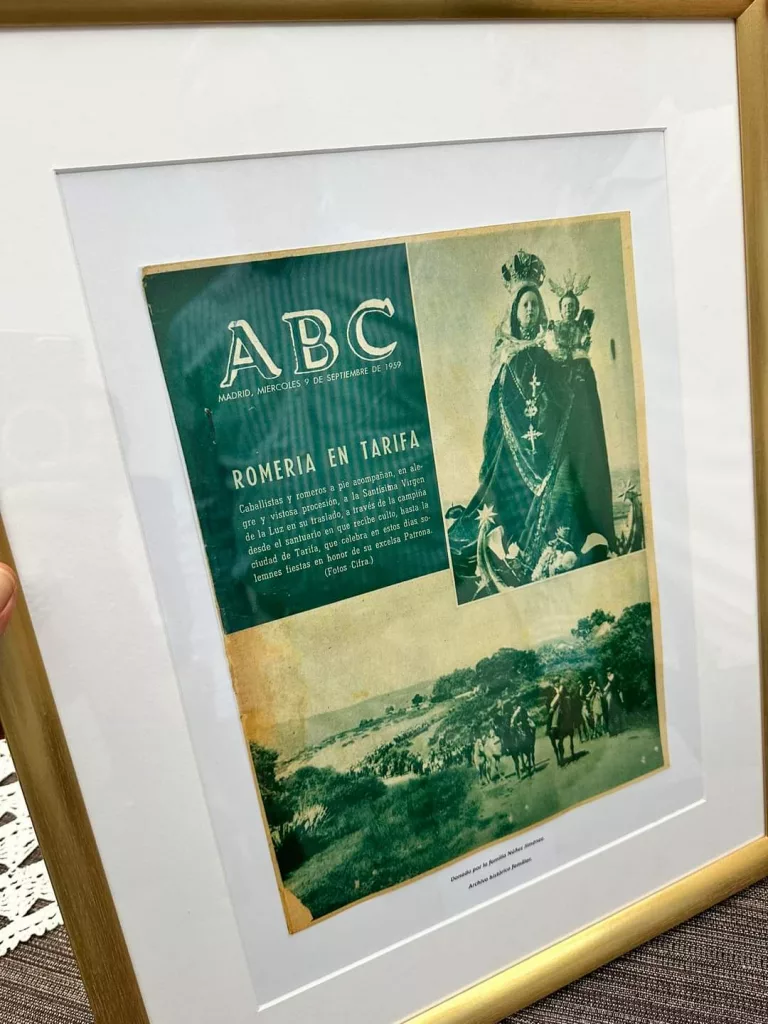 ABC
MADRID, MIERCOLES 9 DE SEPTIEMBRE DE 1959
ROMERIA EN TARIFA
Caballistas y romeros a pie acompañan, en ale-
gre y vistosa procesión, a la Santísima Virgen
de la Luz en su traslado, a través de la campiña
desde el santuario en que recibe culto, hasta la
ciudad de Tarifa, que celebra en estos días so-
lemnes fiestas en honor de su excelsa Patrona.
(Fotos Cifra.)
Donado por la familia Núñez Jiménez
Archivo histórico familiar.